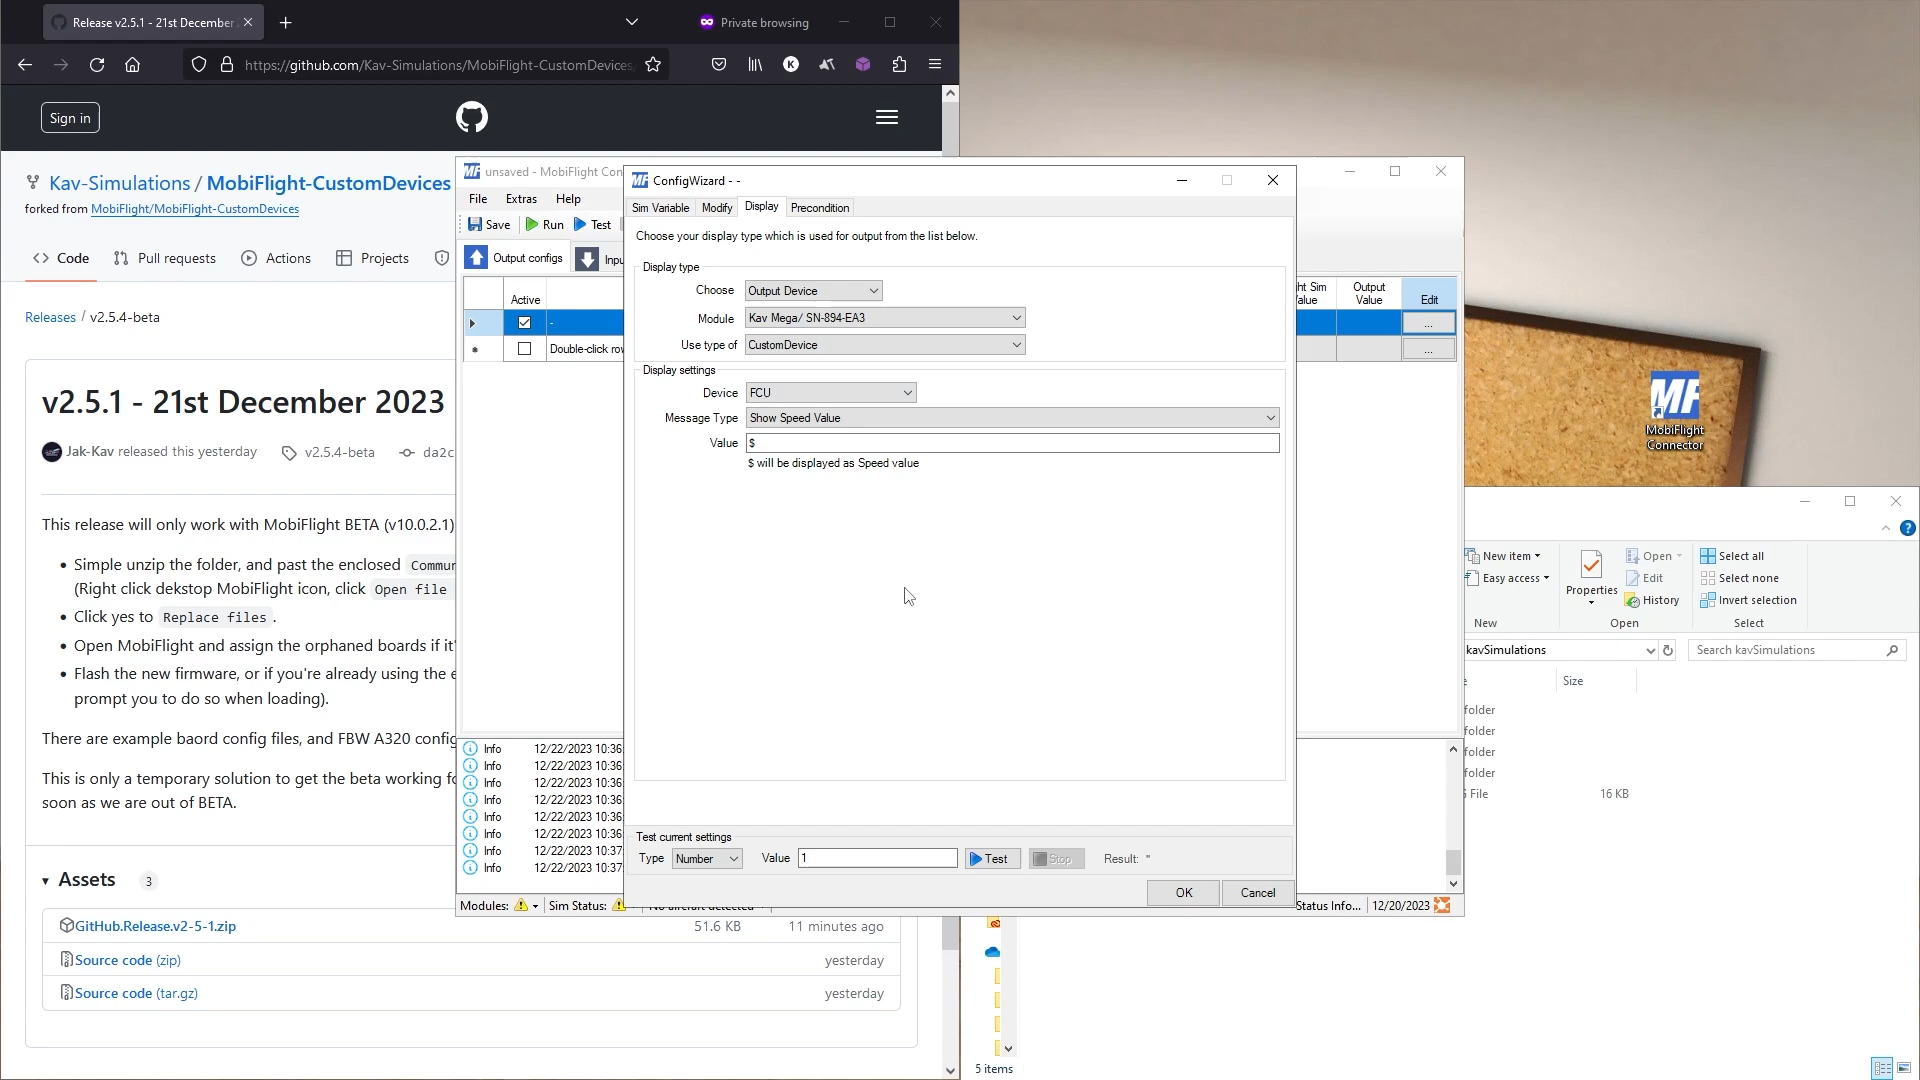 Release v2.5.1 - 21st December
Private browsing
https://github.com/Kav-Simulations/MobiFlight-CustomDevices,
Sign in
Kav-Simulations / MobiFlight-CustomDevices
forked from MobiFlight/MobiFlight-CustomDevices
Code
Pull requests
Actions
Projects
Releases / v2.5.4-beta
v2.5.1 - 21st December 2023
Jak-Kav released this yesterday
v2.5.4-beta
da2c
This release will only work with MobiFlight BETA (v10.0.2.1)
Simple unzip the folder, and past the enclosed Commun
(Right click dekstop MobiFlight icon, click Open file
Click yes to Replace files.
Open MobiFlight and assign the orphaned boards if it'
Flash the new firmware, or if you're already using the e
prompt you to do so when loading).
There are example baord config files, and FBW A320 config
This is only a temporary solution to get the beta working fo
soon as we are out of BETA.
Assets 3
GitHub.Release.v2-5-1.zip 51.6 KB 11 minutes ago
Source code (zip) yesterday
Source code (tar.gz) yesterday
MF unsaved - MobiFlight Con
File Extras Help
Save Run Test
Output configs
Inpu
Active
ht Sim
alue
Output
Value
Edit
-
...
Double-click row
...
Info 12/22/2023 10:36:
Info 12/22/2023 10:36:
Info 12/22/2023 10:36:
Info 12/22/2023 10:36:
Info 12/22/2023 10:36:
Info 12/22/2023 10:36:
Info 12/22/2023 10:37:
Info 12/22/2023 10:37:
Modules:
Sim Status:
No aircraft detected
Status Info...
12/20/2023
MF ConfigWizard - -
Sim Variable Modify Display Precondition
Choose your display type which is used for output from the list below.
Display type
Choose Output Device
Module Kav Mega/ SN-894-EA3
Use type of CustomDevice
Display settings
Device FCU
Message Type Show Speed Value
Value $
$ will be displayed as Speed value
Test current settings
Type Number Value 1 Test Stop Result: "
OK Cancel
MF
MobiFlight
Connector
New item
Easy access
New
Properties
Open
Edit
History
Open
Select all
Select none
Invert selection
Select
kavSimulations
Search kavSimulations
e
Size
folder
folder
folder
folder
File 16 KB
5 items